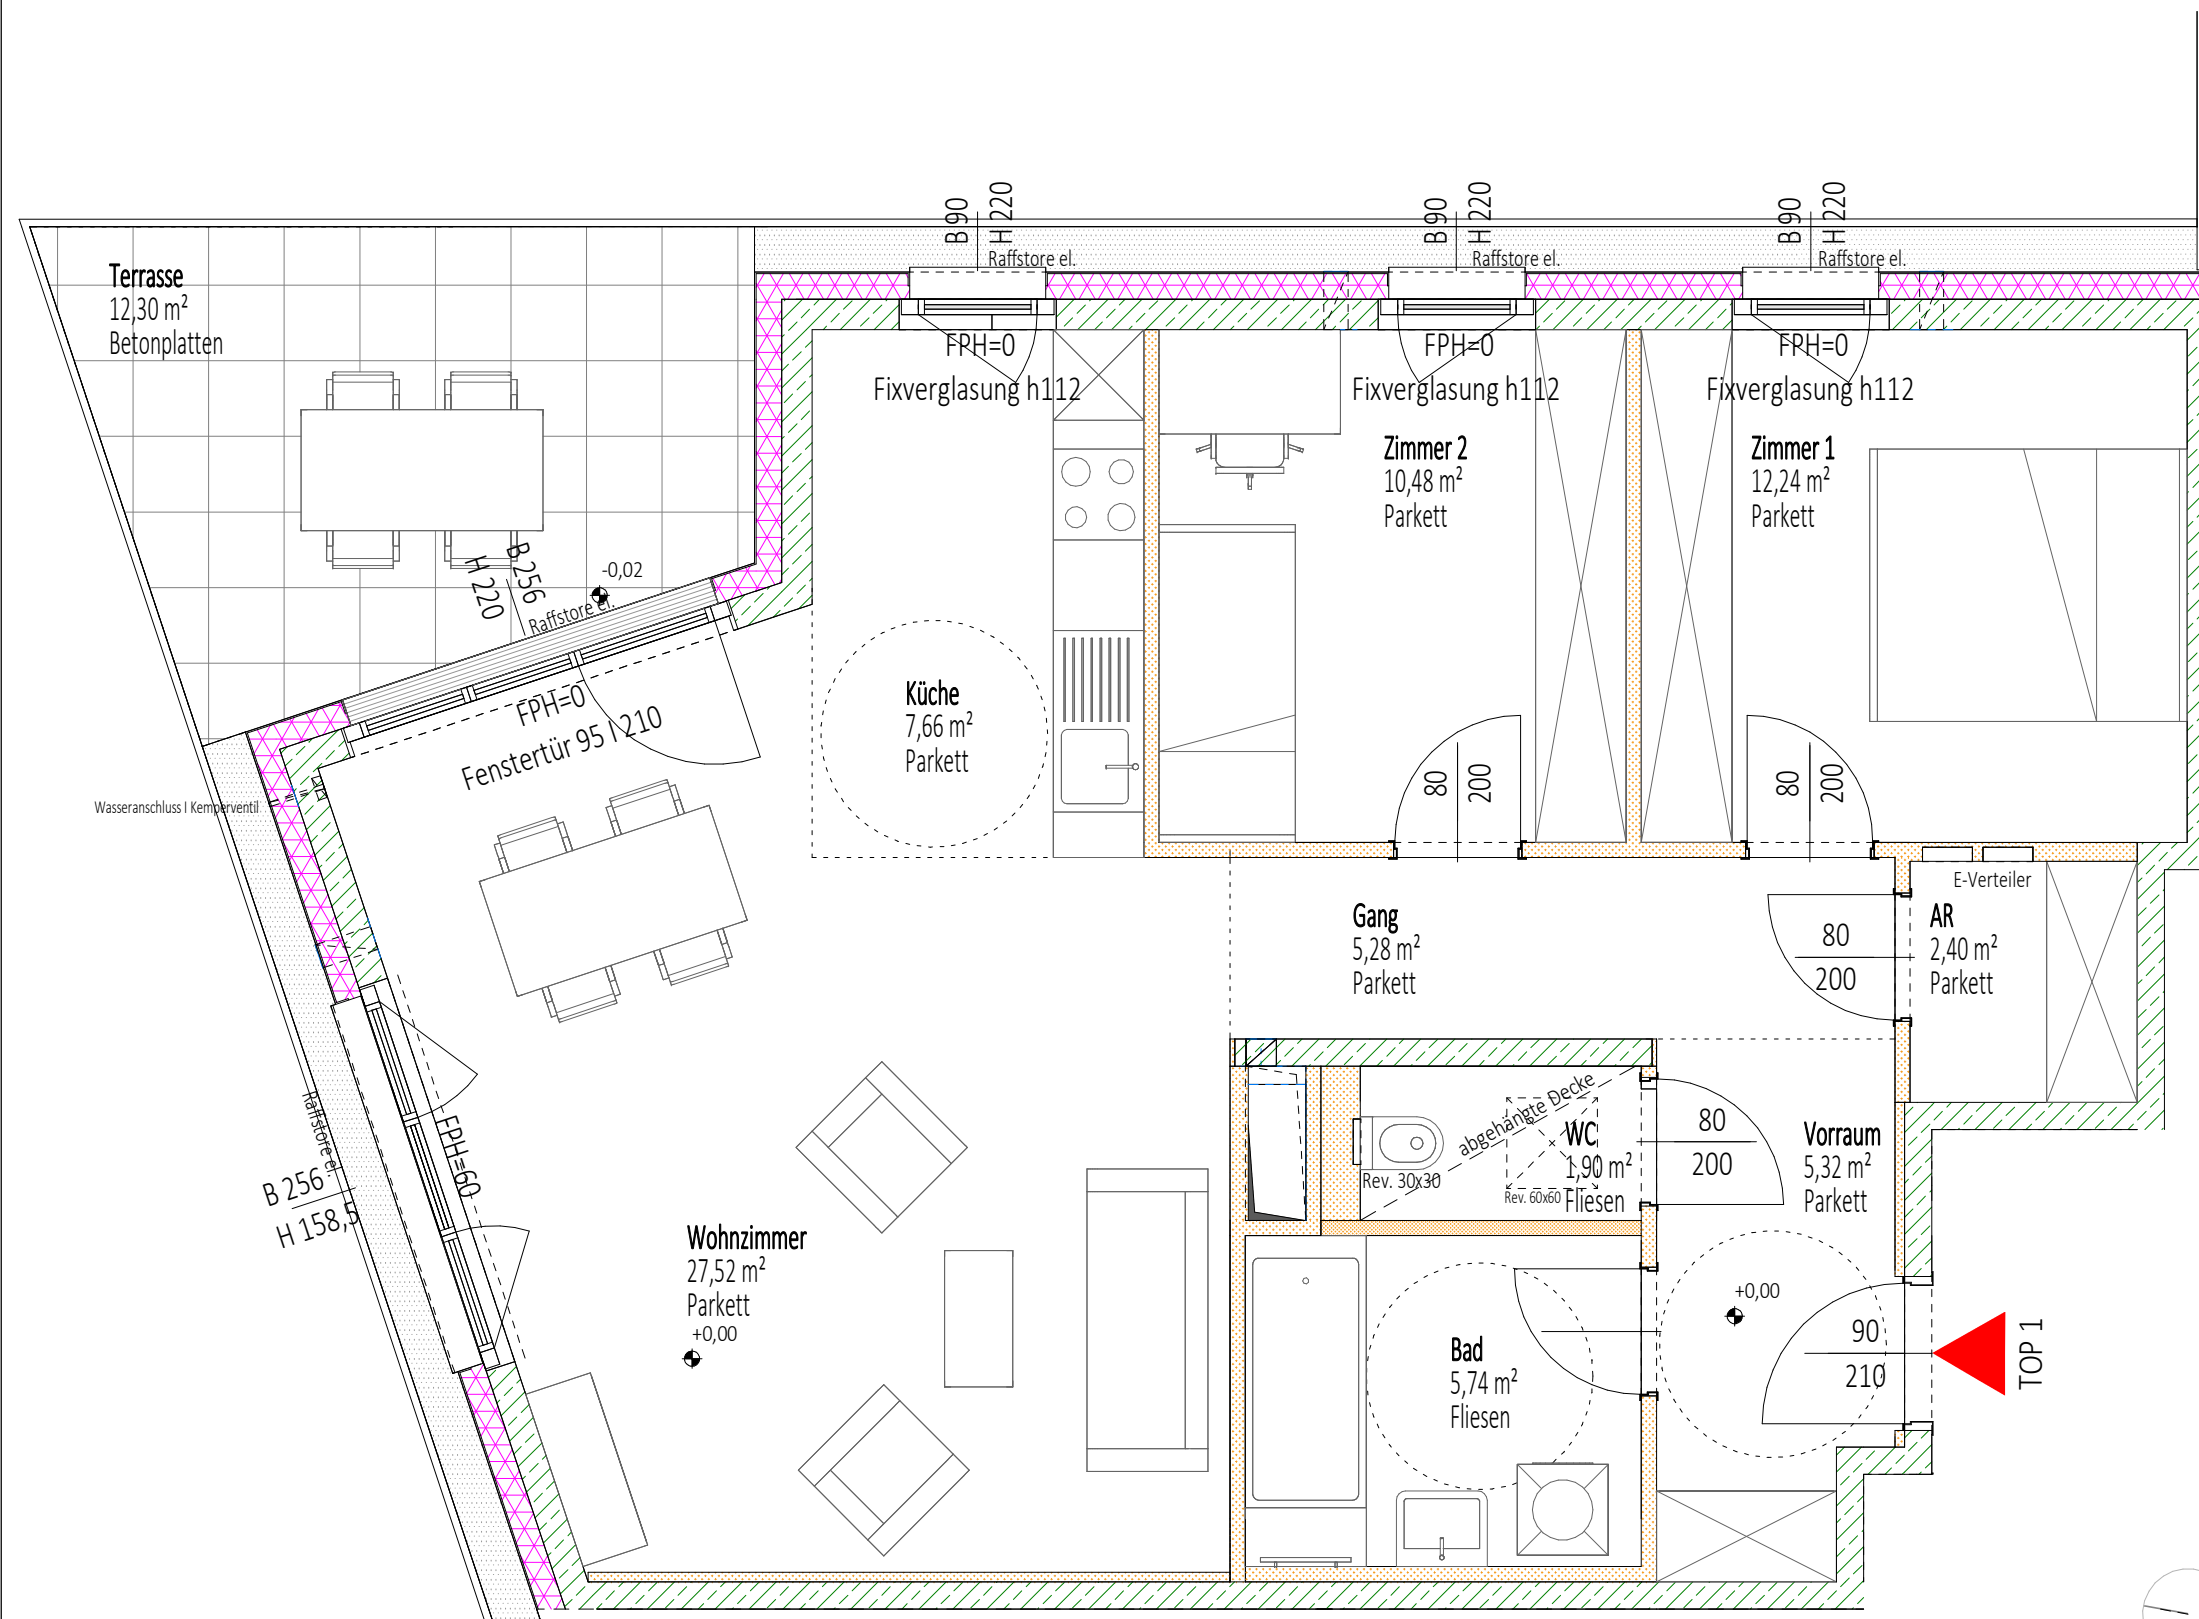 B 90
H 220
Raffstore el.
B 90
H 220
Raffstore el.
B 90
H 220
Raffstore el.
Terrasse
12,30 m²
Betonplatten
FPH=0
Fixverglasung h112
FPH=0
Fixverglasung h112
FPH=0
Fixverglasung h112
Zimmer 2
10,48 m²
Parkett
Zimmer 1
12,24 m²
Parkett
B 256
H 220
-0,02
Raffstore el.
FPH=0
Fenstertür 95 I 210
Küche
7,66 m²
Parkett
80
200
80
200
Wasseranschluss I Kemperventil
E-Verteiler
Gang
5,28 m²
Parkett
80
200
AR
2,40 m²
Parkett
abgehängte Decke
WC
1,90 m²
Fliesen
Rev. 30x30
Rev. 60x60
80
200
Vorraum
5,32 m²
Parkett
Raffstore el.
FPH=60
B 256
H 158,5
Wohnzimmer
27,52 m²
Parkett
+0,00
+0,00
Bad
5,74 m²
Fliesen
90
210
TOP 1